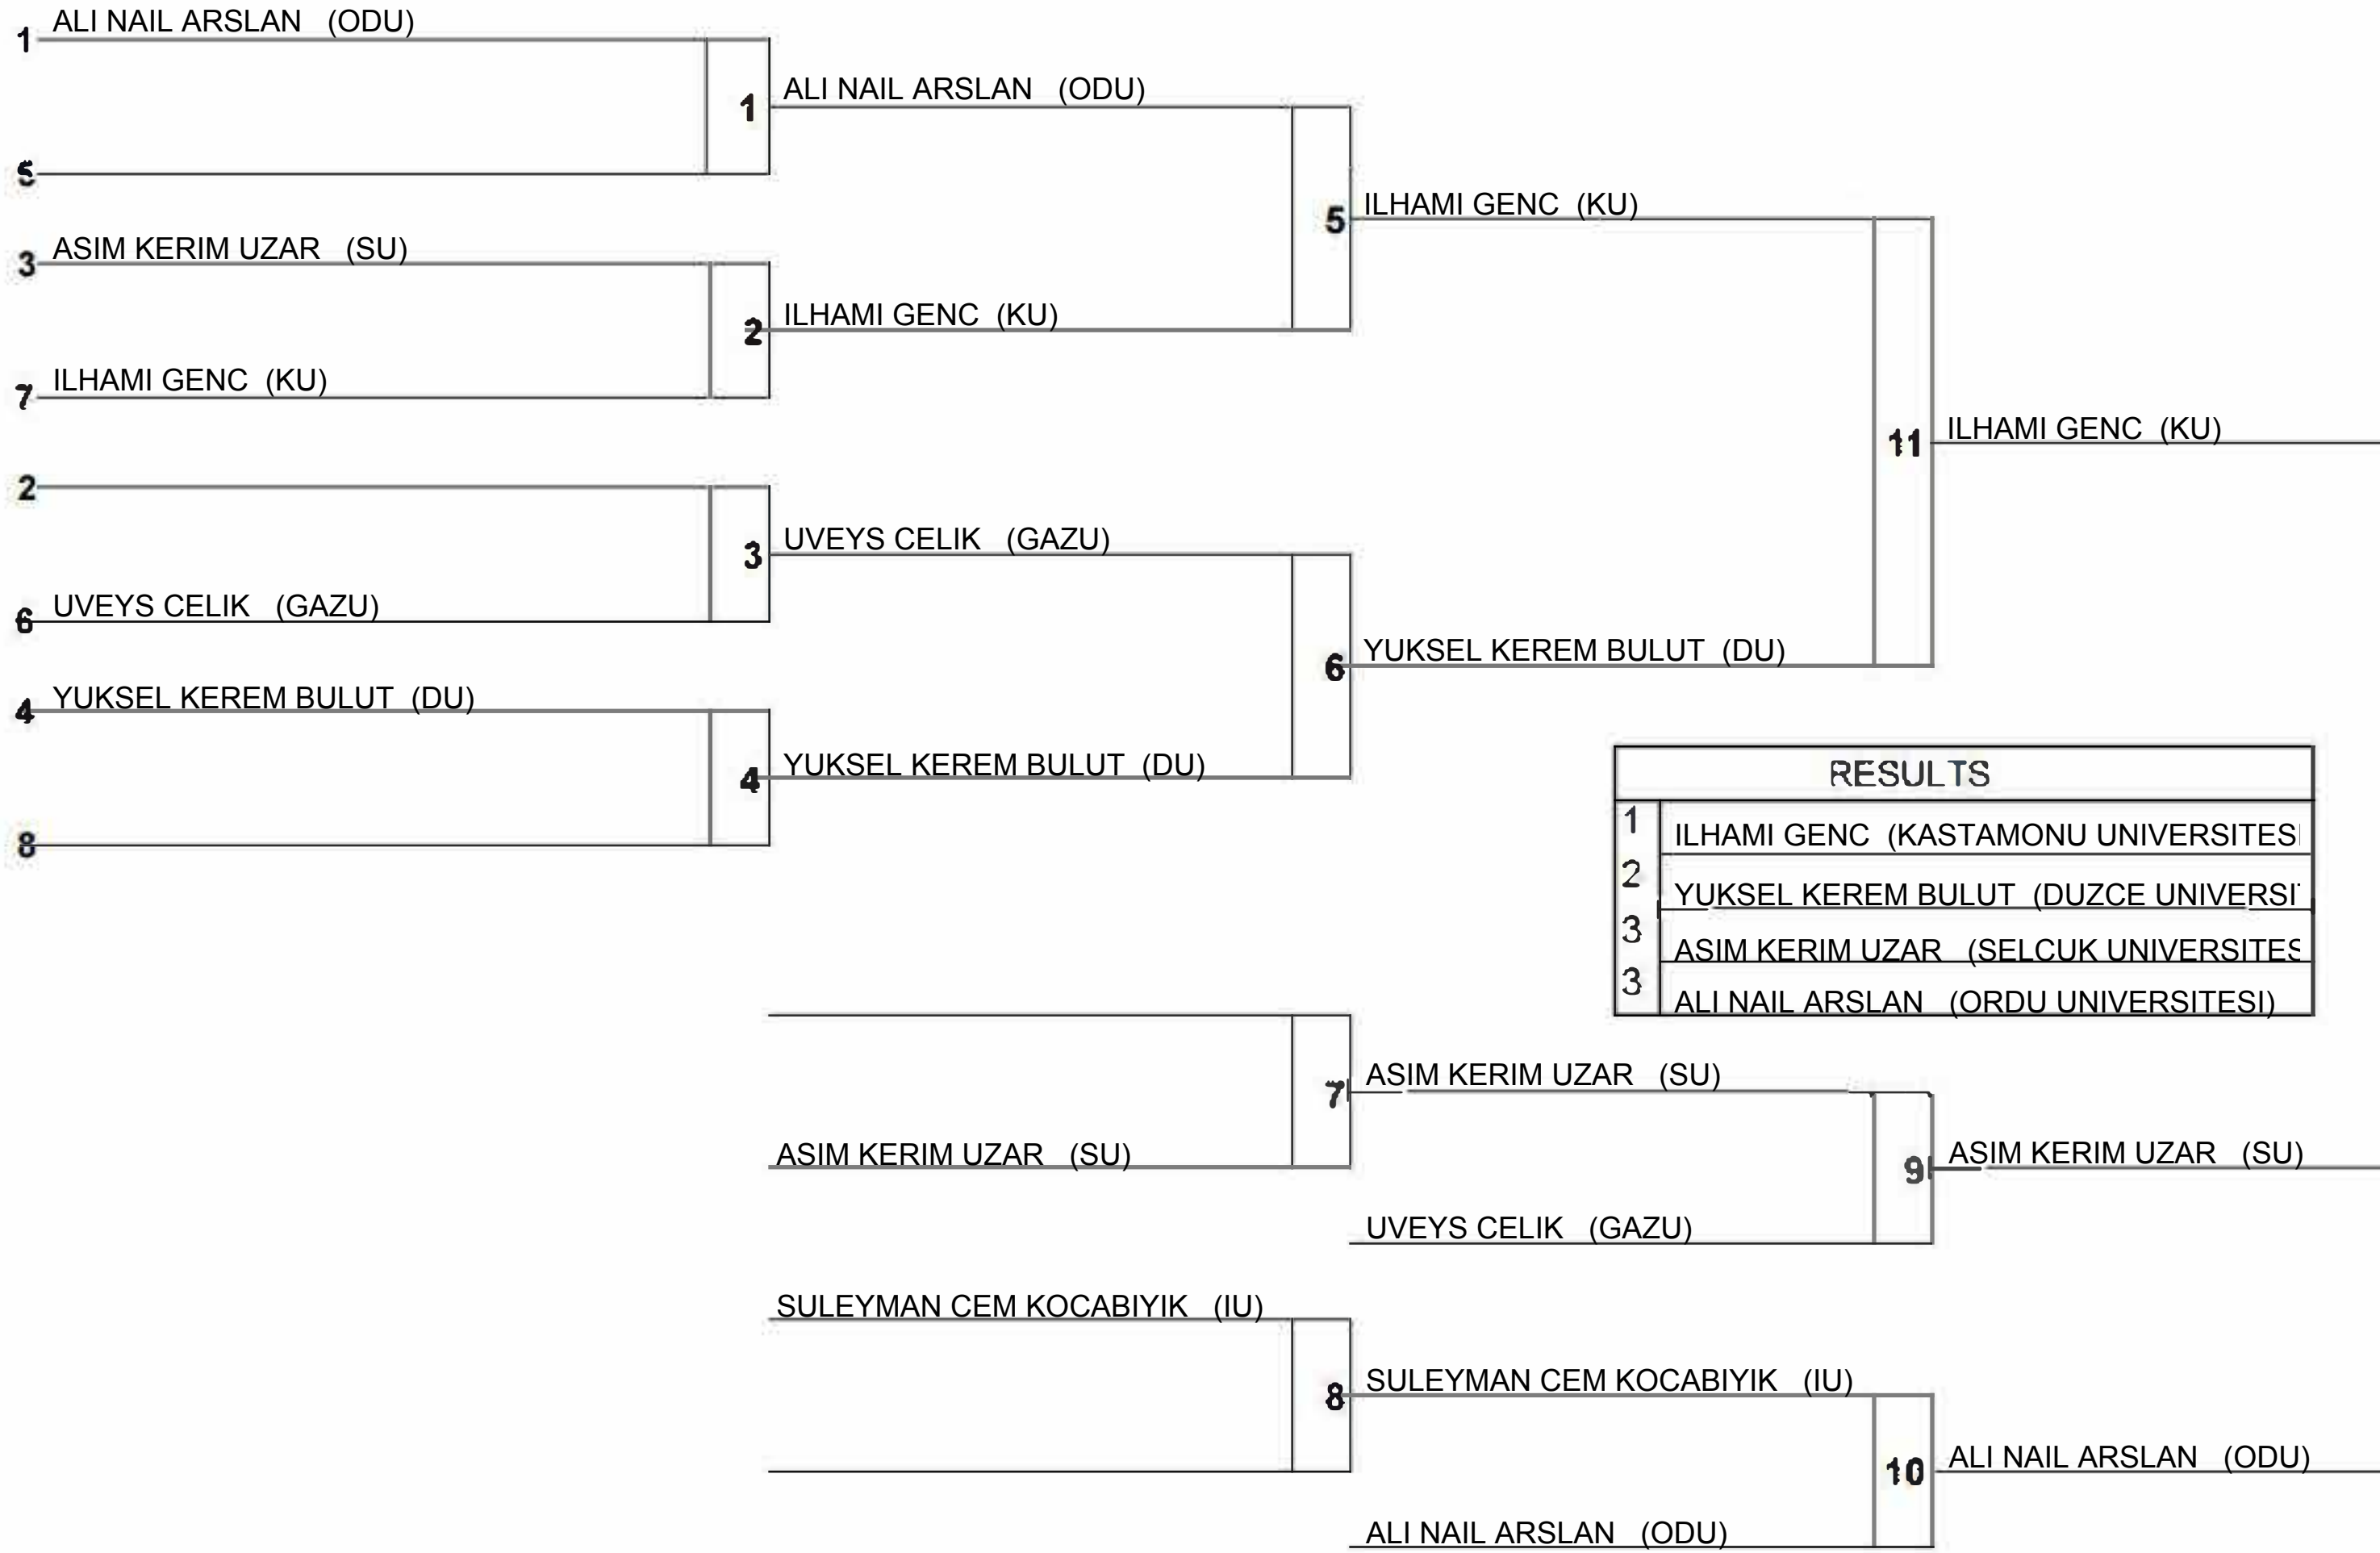 1 ALI NAIL ARSLAN (ODU)
1 ALI NAIL ARSLAN (ODU)
5
5 ILHAMI GENC (KU)
3 ASIM KERIM UZAR (SU)
2 ILHAMI GENC (KU)
7 ILHAMI GENC (KU)
11 ILHAMI GENC (KU)
2
3 UVEYS CELIK (GAZU)
6 UVEYS CELIK (GAZU)
6 YUKSEL KEREM BULUT (DU)
4 YUKSEL KEREM BULUT (DU)
4 YUKSEL KEREM BULUT (DU)
8
RESULTS
1 ILHAMI GENC (KASTAMONU UNIVERSITESI
2 YUKSEL KEREM BULUT (DUZCE UNIVERSI
3 ASIM KERIM UZAR (SELCUK UNIVERSITES
3 ALI NAIL ARSLAN (ORDU UNIVERSITESI)
7 ASIM KERIM UZAR (SU)
ASIM KERIM UZAR (SU)
9 ASIM KERIM UZAR (SU)
UVEYS CELIK (GAZU)
SULEYMAN CEM KOCABIYIK (IU)
8 SULEYMAN CEM KOCABIYIK (IU)
10 ALI NAIL ARSLAN (ODU)
ALI NAIL ARSLAN (ODU)